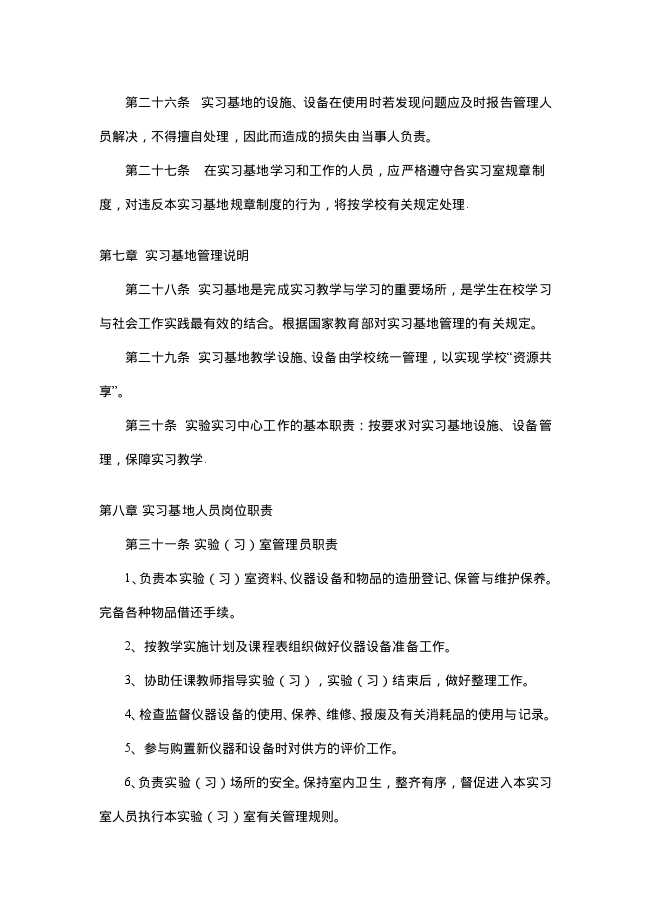 第二十六条  实习基地的设施、设备在使用时若发现问题应及时报告管理人
员解决，不得擅自处理，因此而造成的损失由当事人负责。
第二十七条  在实习基地学习和工作的人员，应严格遵守各实习室规章制
度，对违反本实习基地规章制度的行为，将按学校有关规定处理.
第七章 实习基地管理说明
第二十八条 实习基地是完成实习教学与学习的重要场所，是学生在校学习
与社会工作实践最有效的结合。根据国家教育部对实习基地管理的有关规定。
第二十九条 实习基地教学设施、设备由学校统一管理，以实现学校“资源共
享”。
第三十条 实验实习中心工作的基本职责：按要求对实习基地设施、设备管
理，保障实习教学.
第八章 实习基地人员岗位职责
第三十一条 实验（习）室管理员职责
1、负责本实验（习）室资料、仪器设备和物品的造册登记、保管与维护保养。
完备各种物品借还手续。
2、按教学实施计划及课程表组织做好仪器设备准备工作。
3、协助任课教师指导实验（习），实验（习）结束后，做好整理工作。
4、检查监督仪器设备的使用、保养、维修、报废及有关消耗品的使用与记录。
5、参与购置新仪器和设备时对供方的评价工作。
6、负责实验（习）场所的安全。保持室内卫生，整齐有序，督促进入本实习
室人员执行本实验（习）室有关管理规则。